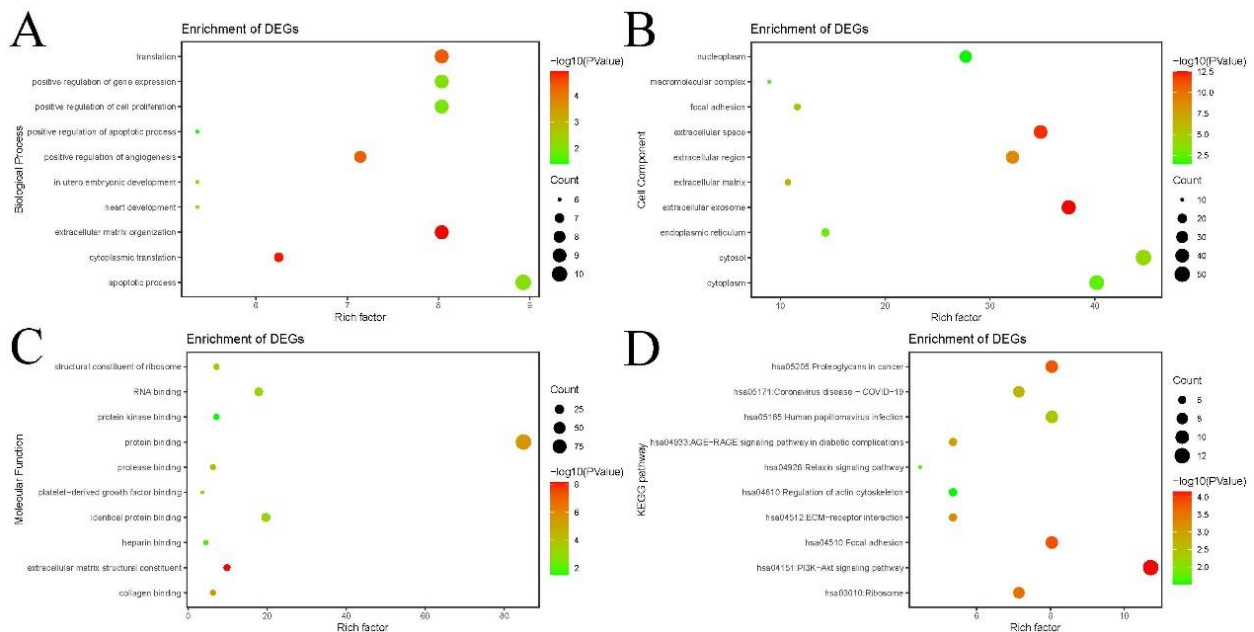 A
Enrichment of DEGs
translation
positive regulation of gene expression
positive regulation of cell proliferation
positive regulation of apoptotic process
positive regulation of angiogenesis
in utero embryonic development
heart development
extracellular matrix organization
cytoplasmic translation
apoptotic process
Biological Process
6
7
8
9
Rich factor
−log10(PValue)
4
3
2
Count
6
7
8
9
10
B
Enrichment of DEGs
nucleoplasm
macromolecular complex
focal adhesion
extracellular space
extracellular region
extracellular matrix
extracellular exosome
endoplasmic reticulum
cytosol
cytoplasm
Cell Component
10
20
30
40
Rich factor
−log10(PValue)
12.5
10.0
7.5
5.0
2.5
Count
10
20
30
40
50
C
Enrichment of DEGs
structural constituent of ribosome
RNA binding
protein kinase binding
protein binding
protease binding
platelet-derived growth factor binding
identical protein binding
heparin binding
extracellular matrix structural constituent
collagen binding
Molecular Function
0
20
40
60
80
Rich factor
Count
25
50
75
−log10(PValue)
8
6
4
2
D
Enrichment of DEGs
hsa05205:Proteoglycans in cancer
hsa05171:Coronavirus disease − COVID−19
hsa05165:Human papillomavirus infection
hsa04933:AGE−RAGE signaling pathway in diabetic complications
hsa04926:Relaxin signaling pathway
hsa04810:Regulation of actin cytoskeleton
hsa04512:ECM−receptor interaction
hsa04510:Focal adhesion
hsa04151:PI3K−Akt signaling pathway
hsa03010:Ribosome
KEGG pathway
6
8
10
Rich factor
Count
8
10
12
−log10(PValue)
4.0
3.5
3.0
2.5
2.0